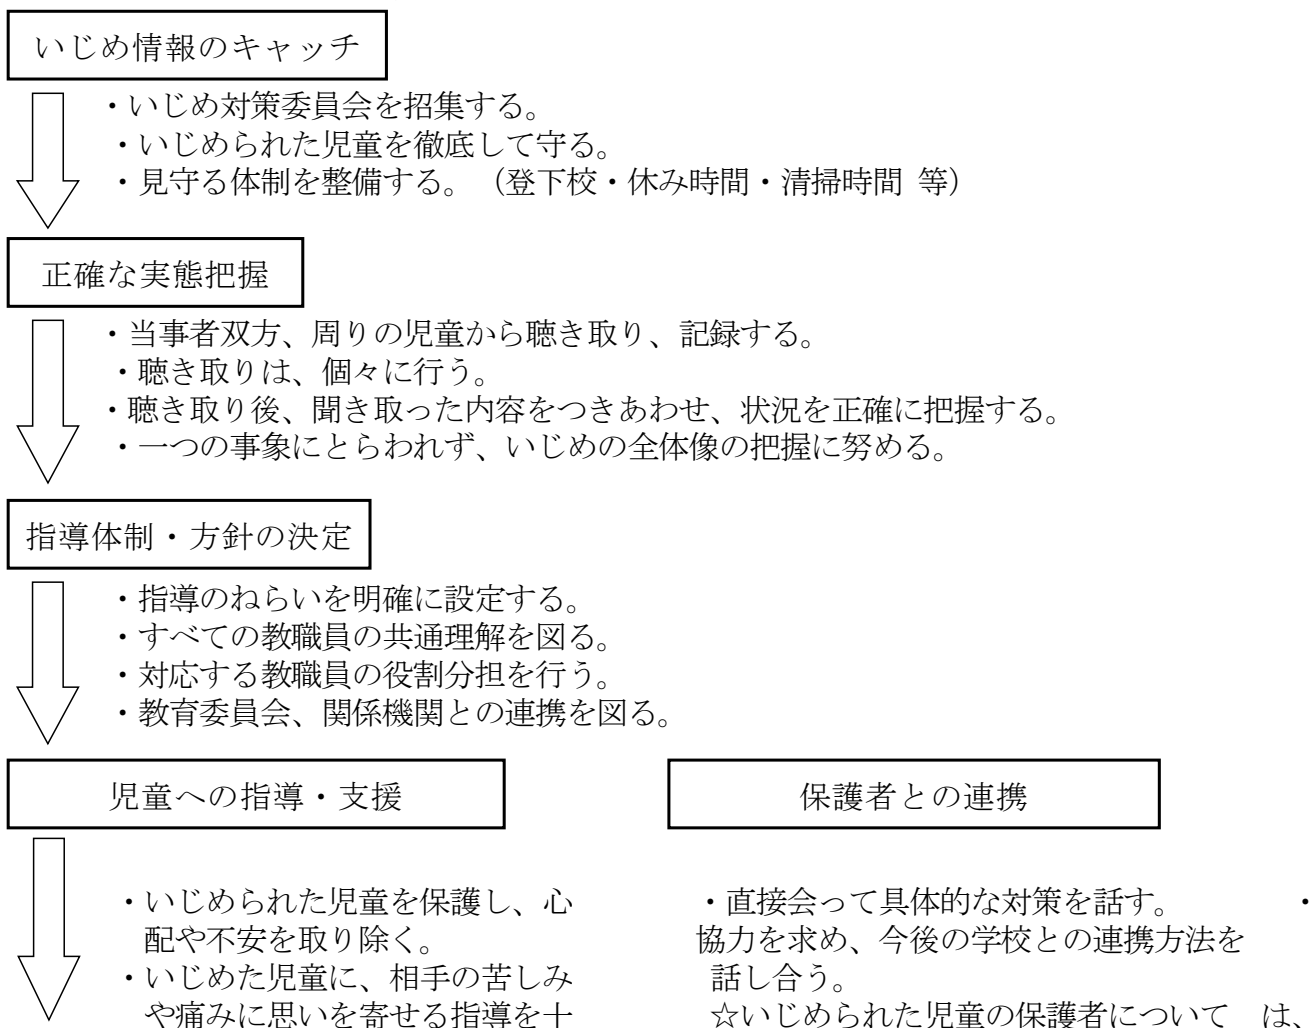 いじめ情報のキャッチ
・いじめ対策委員会を招集する。
・いじめられた児童を徹底して守る。
・見守る体制を整備する。（登下校・休み時間・清掃時間 等）
正確な実態把握
・当事者双方、周りの児童から聴き取り、記録する。
・聴き取りは、個々に行う。
・聴き取り後、聞き取った内容をつきあわせ、状況を正確に把握する。
・一つの事象にとらわれず、いじめの全体像の把握に努める。
指導体制・方針の決定
・指導のねらいを明確に設定する。
・すべての教職員の共通理解を図る。
・対応する教職員の役割分担を行う。
・教育委員会、関係機関との連携を図る。
児童への指導・支援
・いじめられた児童を保護し、心
配や不安を取り除く。
・いじめた児童に、相手の苦しみ
や痛みに思いを寄せる指導を十
保護者との連携
・直接会って具体的な対策を話す。 ・
協力を求め、今後の学校との連携方法を
話し合う。
☆いじめられた児童の保護者について は、